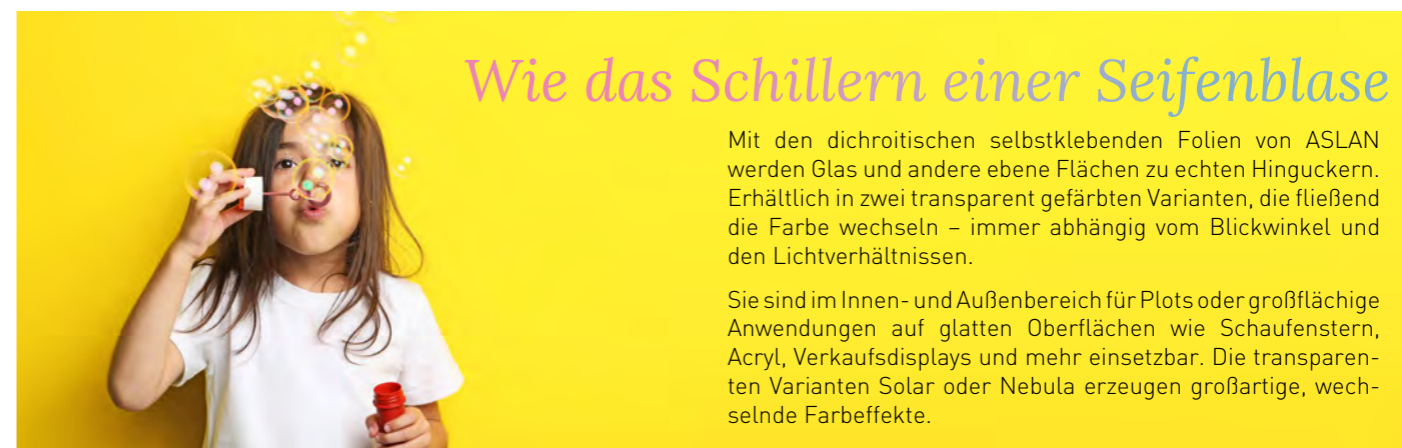 Wie das Schillern einer Seifenblase
Mit den dichroitischen selbstklebenden Folien von ASLAN
werden Glas und andere ebene Flächen zu echten Hinguckern.
Erhältlich in zwei transparent gefärbten Varianten, die fließend
die Farbe wechseln – immer abhängig vom Blickwinkel und
den Lichtverhältnissen.
Sie sind im Innen- und Außenbereich für Plots oder großflächige
Anwendungen auf glatten Oberflächen wie Schaufenstern,
Acryl, Verkaufsdisplays und mehr einsetzbar. Die transparen-
ten Varianten Solar oder Nebula erzeugen großartige, wech-
selnde Farbeffekte.